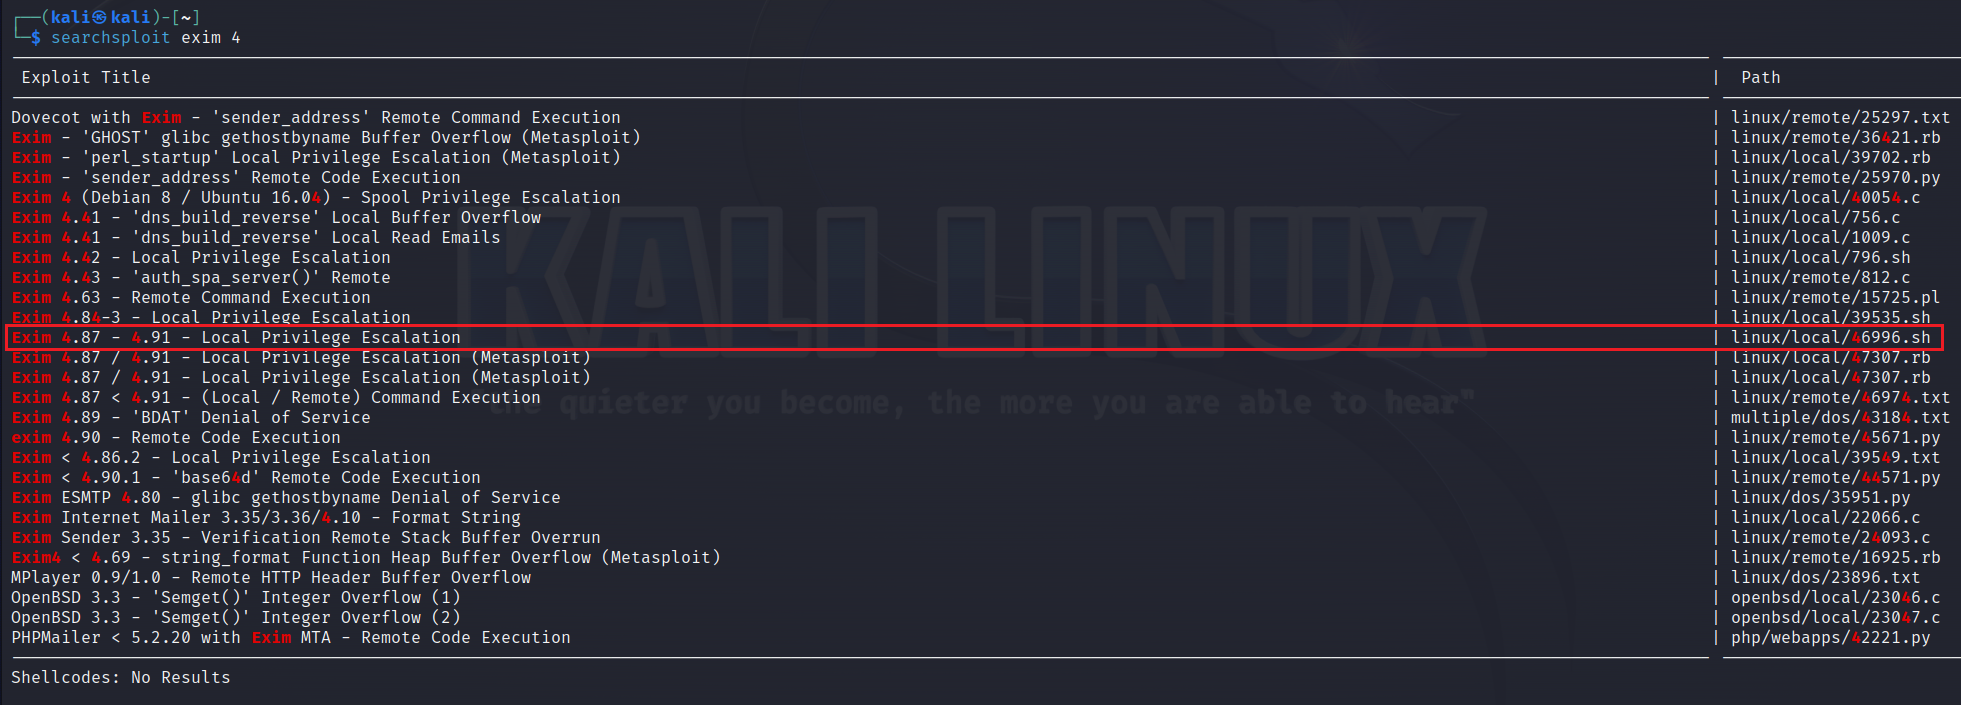 ┌──(kali㉿kali)-[~]
└─$ searchsploit exim 4
Exploit Title | Path
Dovecot with Exim - 'sender_address' Remote Command Execution | linux/remote/25297.txt
Exim - 'GHOST' glibc gethostbyname Buffer Overflow (Metasploit) | linux/remote/36421.rb
Exim - 'perl_startup' Local Privilege Escalation (Metasploit) | linux/local/39702.rb
Exim - 'sender_address' Remote Code Execution | linux/remote/25970.py
Exim 4 (Debian 8 / Ubuntu 16.04) - Spool Privilege Escalation | linux/local/40054.c
Exim 4.41 - 'dns_build_reverse' Local Buffer Overflow | linux/local/756.c
Exim 4.41 - 'dns_build_reverse' Local Read Emails | linux/local/1009.c
Exim 4.42 - Local Privilege Escalation | linux/local/796.sh
Exim 4.43 - 'auth_spa_server()' Remote | linux/remote/812.c
Exim 4.63 - Remote Command Execution | linux/remote/15725.pl
Exim 4.84-3 - Local Privilege Escalation | linux/local/39535.sh
Exim 4.87 - 4.91 - Local Privilege Escalation | linux/local/46996.sh
Exim 4.87 / 4.91 - Local Privilege Escalation (Metasploit) | linux/local/47307.rb
Exim 4.87 / 4.91 - Local Privilege Escalation (Metasploit) | linux/local/47307.rb
Exim 4.87 < 4.91 - (Local / Remote) Command Execution | linux/remote/46974.txt
Exim 4.89 - 'BDAT' Denial of Service | multiple/dos/43184.txt
exim 4.90 - Remote Code Execution | linux/remote/45671.py
Exim < 4.86.2 - Local Privilege Escalation | linux/local/39549.txt
Exim < 4.90.1 - 'base64d' Remote Code Execution | linux/remote/44571.py
Exim ESMTP 4.80 - glibc gethostbyname Denial of Service | linux/dos/35951.py
Exim Internet Mailer 3.35/3.36/4.10 - Format String | linux/local/22066.c
Exim Sender 3.35 - Verification Remote Stack Buffer Overrun | linux/remote/24093.c
Exim4 < 4.69 - string_format Function Heap Buffer Overflow (Metasploit) | linux/remote/16925.rb
MPlayer 0.9/1.0 - Remote HTTP Header Buffer Overflow | linux/dos/23896.txt
OpenBSD 3.3 - 'Semget()' Integer Overflow (1) | openbsd/local/23046.c
OpenBSD 3.3 - 'Semget()' Integer Overflow (2) | openbsd/local/23047.c
PHPMailer < 5.2.20 with Exim MTA - Remote Code Execution | php/webapps/42221.py
Shellcodes: No Results
KALI LINUX
"the quieter you become, the more you are able to hear"